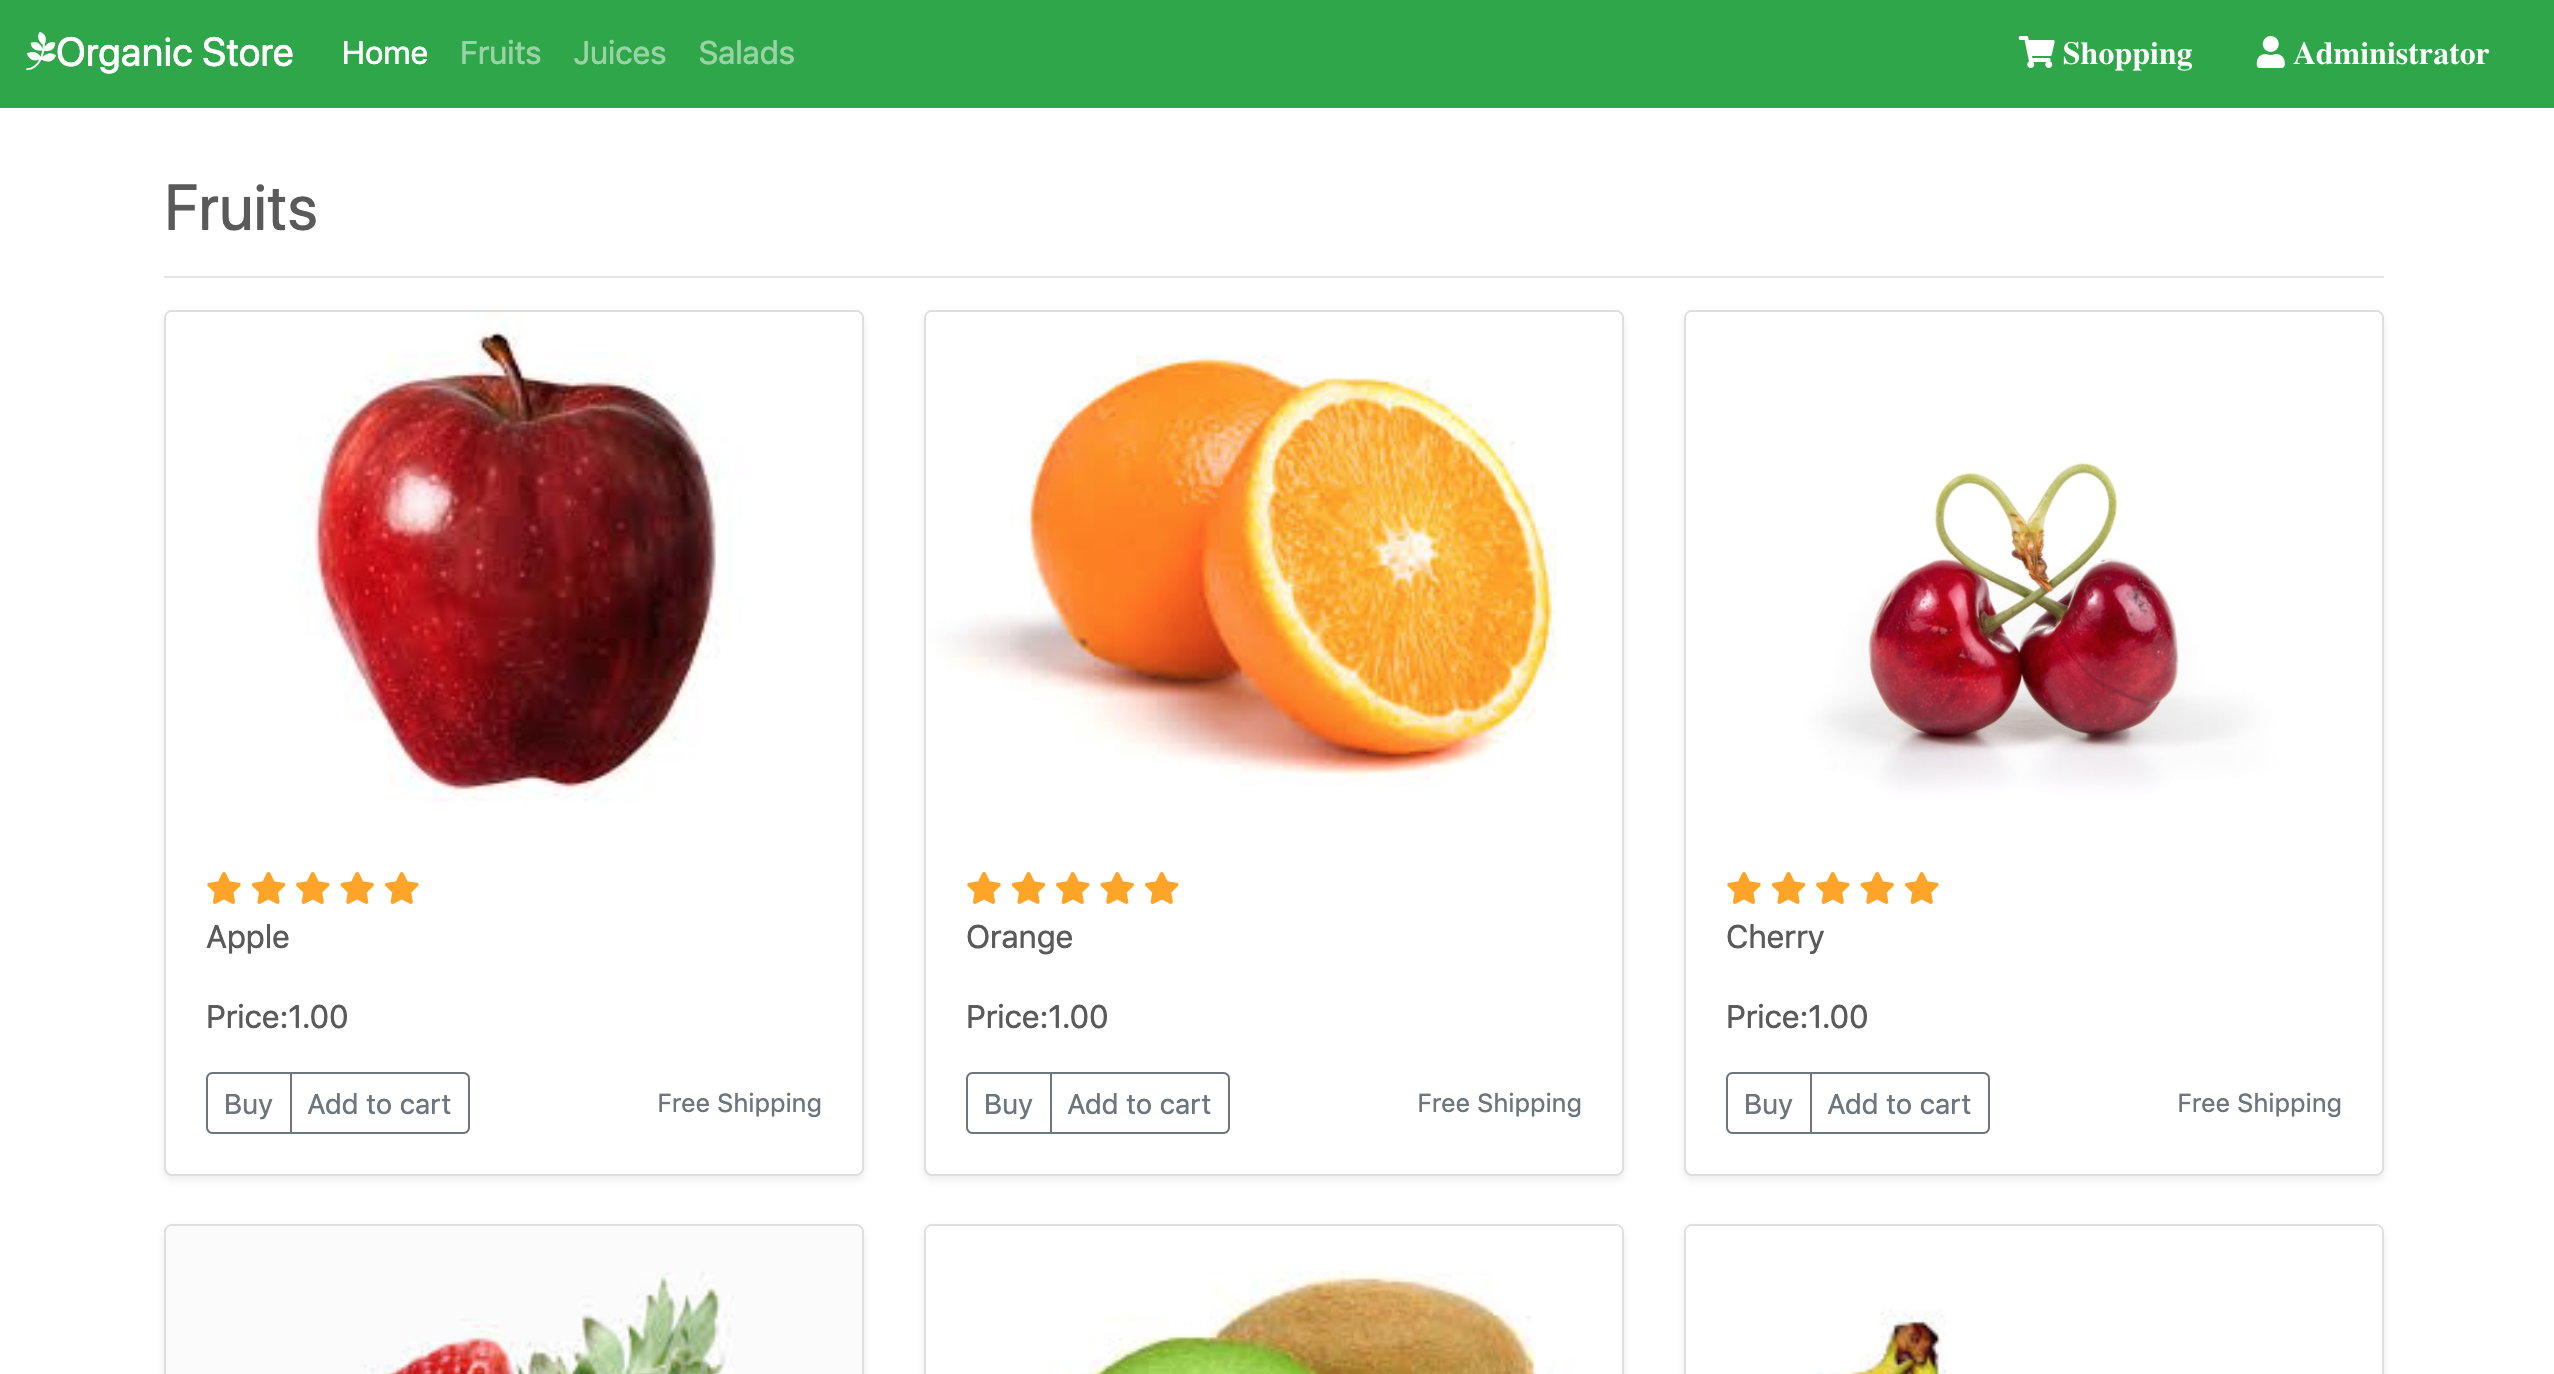 Organic Store Home Fruits Juices Salads Shopping Administrator
Fruits
Apple
Price:1.00
Buy Add to cart Free Shipping
Orange
Price:1.00
Buy Add to cart Free Shipping
Cherry
Price:1.00
Buy Add to cart Free Shipping